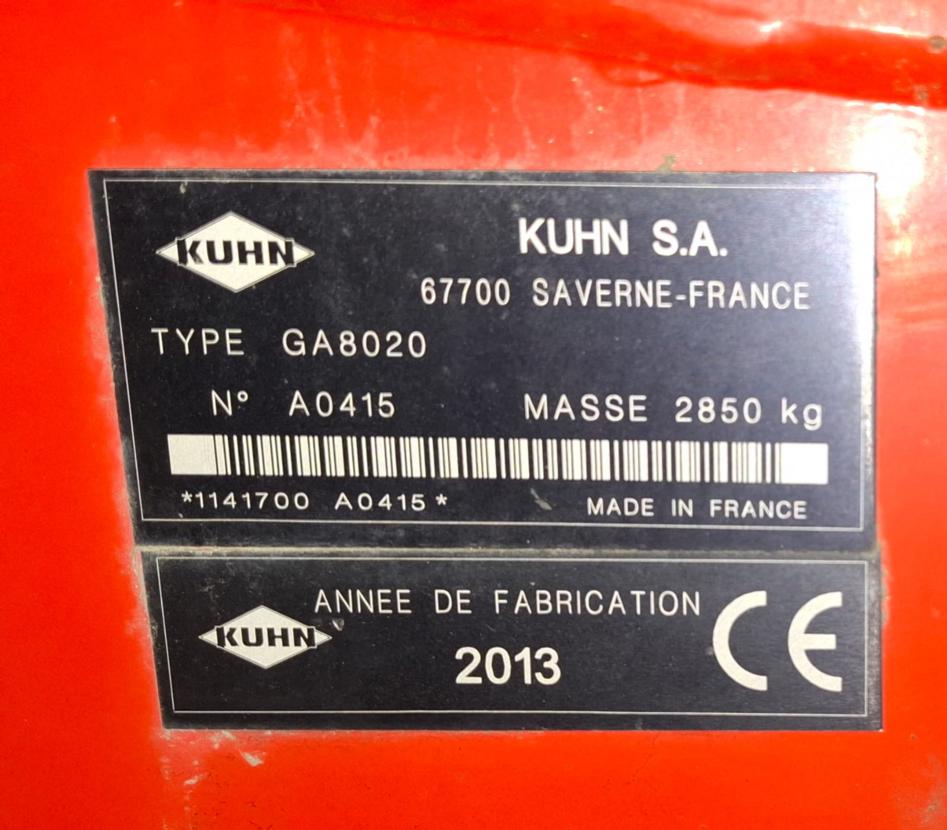 KUHN
KUHN S.A.
67700 SAVERNE-FRANCE
TYPE GA8020
N° A0415 MASSE 2850 kg
*1141700 A0415* MADE IN FRANCE
KUHN
ANNEE DE FABRICATION
2013
CE